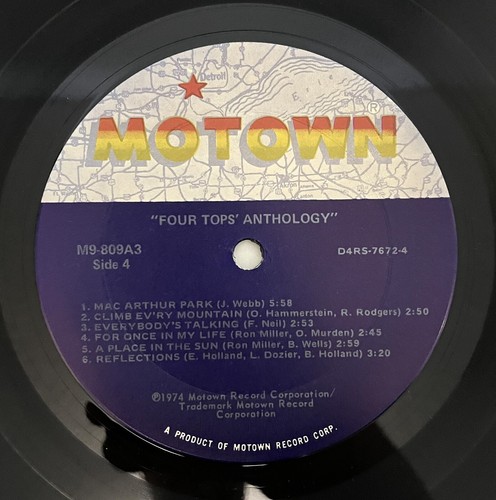 Detroit
Erie
MOTOWN®
"FOUR TOPS' ANTHOLOGY"
M9-809A3
Side 4
D4RS-7672-4
1. MAC ARTHUR PARK (J. Webb) 5:58
2. CLIMB EV'RY MOUNTAIN (O. Hammerstein, R. Rodgers) 2:50
3. EVERYBODY'S TALKING (F. Neil) 2:53
4. FOR ONCE IN MY LIFE (Ron Miller, O. Murden) 2:45
5. A PLACE IN THE SUN (Ron Miller, B. Wells) 2:59
6. REFLECTIONS (E. Holland, L. Dozier, B. Holland) 3:20
℗1974 Motown Record Corporation/
Trademark Motown Record
Corporation
A PRODUCT OF MOTOWN RECORD CORP.